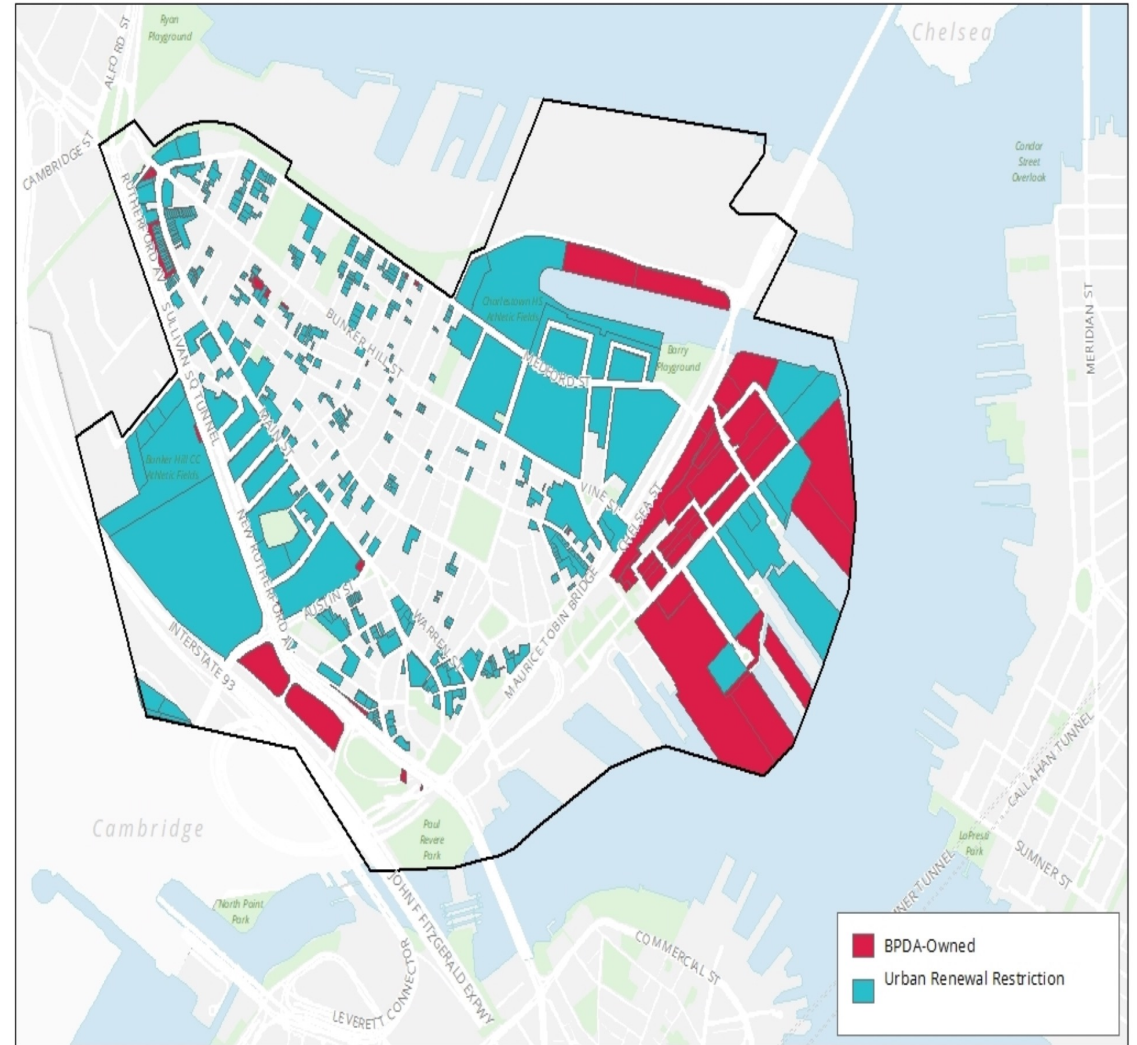 Ryan
Playground
ALFORD ST
Chelsea
CAMBRIDGE ST
Condor
Street
Overlook
RUTHERFORD AV
SULLIVAN SQ TUNNEL
Charlestown HS
Athletic Fields
MERIDIAN ST
BUNKER HILL ST
MEDFORD ST
Barry
Playground
MAIN ST
Bunker Hill CC
Athletic Fields
VINE ST
CHELSEA ST
NEW RUTHERFORD AV
AUSTIN ST
WARREN ST
MAURICE TOBIN BRIDGE
INTERSTATE 93
CALLAHAN TUNNEL
Cambridge
Paul
Revere
Park
LoPresti
Park
SUMNER ST
NER TUNNEL
North Point
Park
JOHN F FITZGERALD EXPWY
COMMERCIAL ST
LEVERETT CONNECTOR
BPDA-Owned
Urban Renewal Restriction